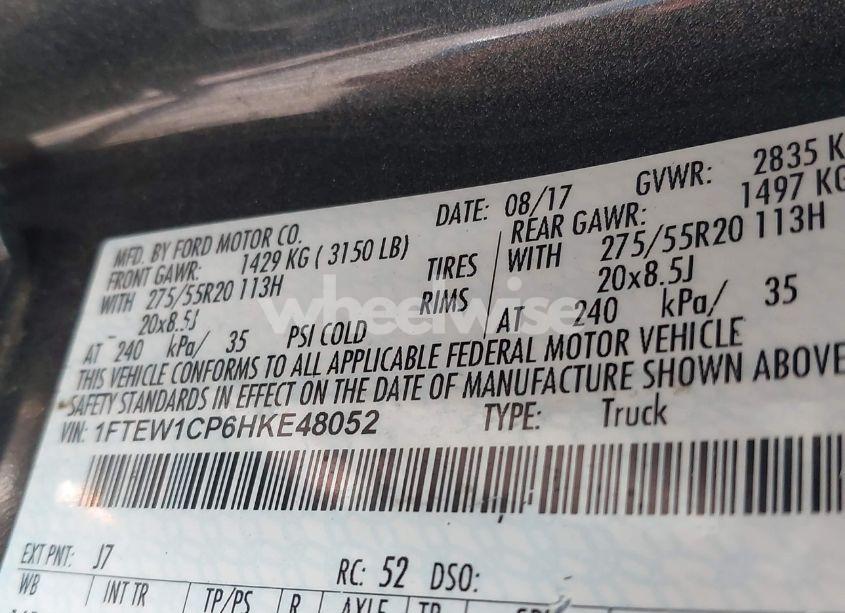 MFD. BY FORD MOTOR CO. DATE: 08/17 GVWR: 2835 K
FRONT GAWR: 1429 KG ( 3150 LB) REAR GAWR: 1497 KG
WITH 275/55R20 113H TIRES WITH 275/55R20 113H
20x8.5J RIMS 20x8.5J
AT 240 kPa/ 35 PSI COLD AT 240 kPa/ 35
THIS VEHICLE CONFORMS TO ALL APPLICABLE FEDERAL MOTOR VEHICLE
SAFETY STANDARDS IN EFFECT ON THE DATE OF MANUFACTURE SHOWN ABOVE
VIN: 1FTEW1CP6HKE48052 TYPE: Truck
EXT PNT: J7 RC: 52 DSO:
WB INT TR TP/PS R AXLE TR
wheelwise